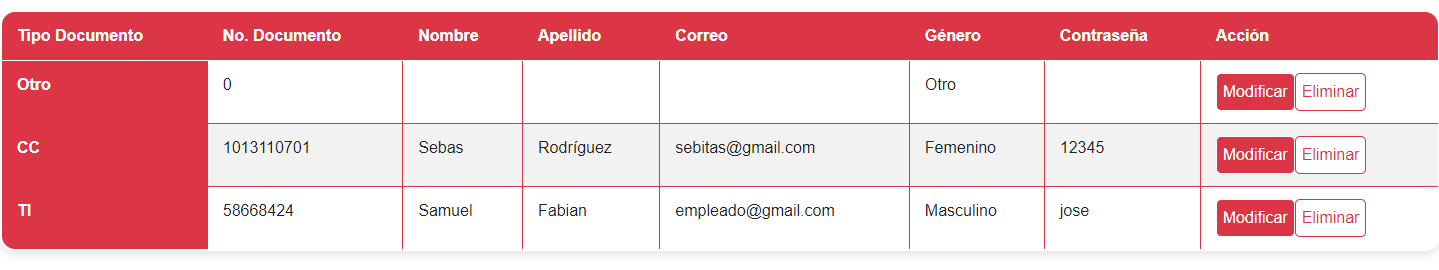 Tipo Documento No. Documento Nombre Apellido Correo Género Contraseña Acción
Otro 0 Otro Modificar Eliminar
CC 1013110701 Sebas Rodríguez sebitas@gmail.com Femenino 12345 Modificar Eliminar
TI 58668424 Samuel Fabian empleado@gmail.com Masculino jose Modificar Eliminar